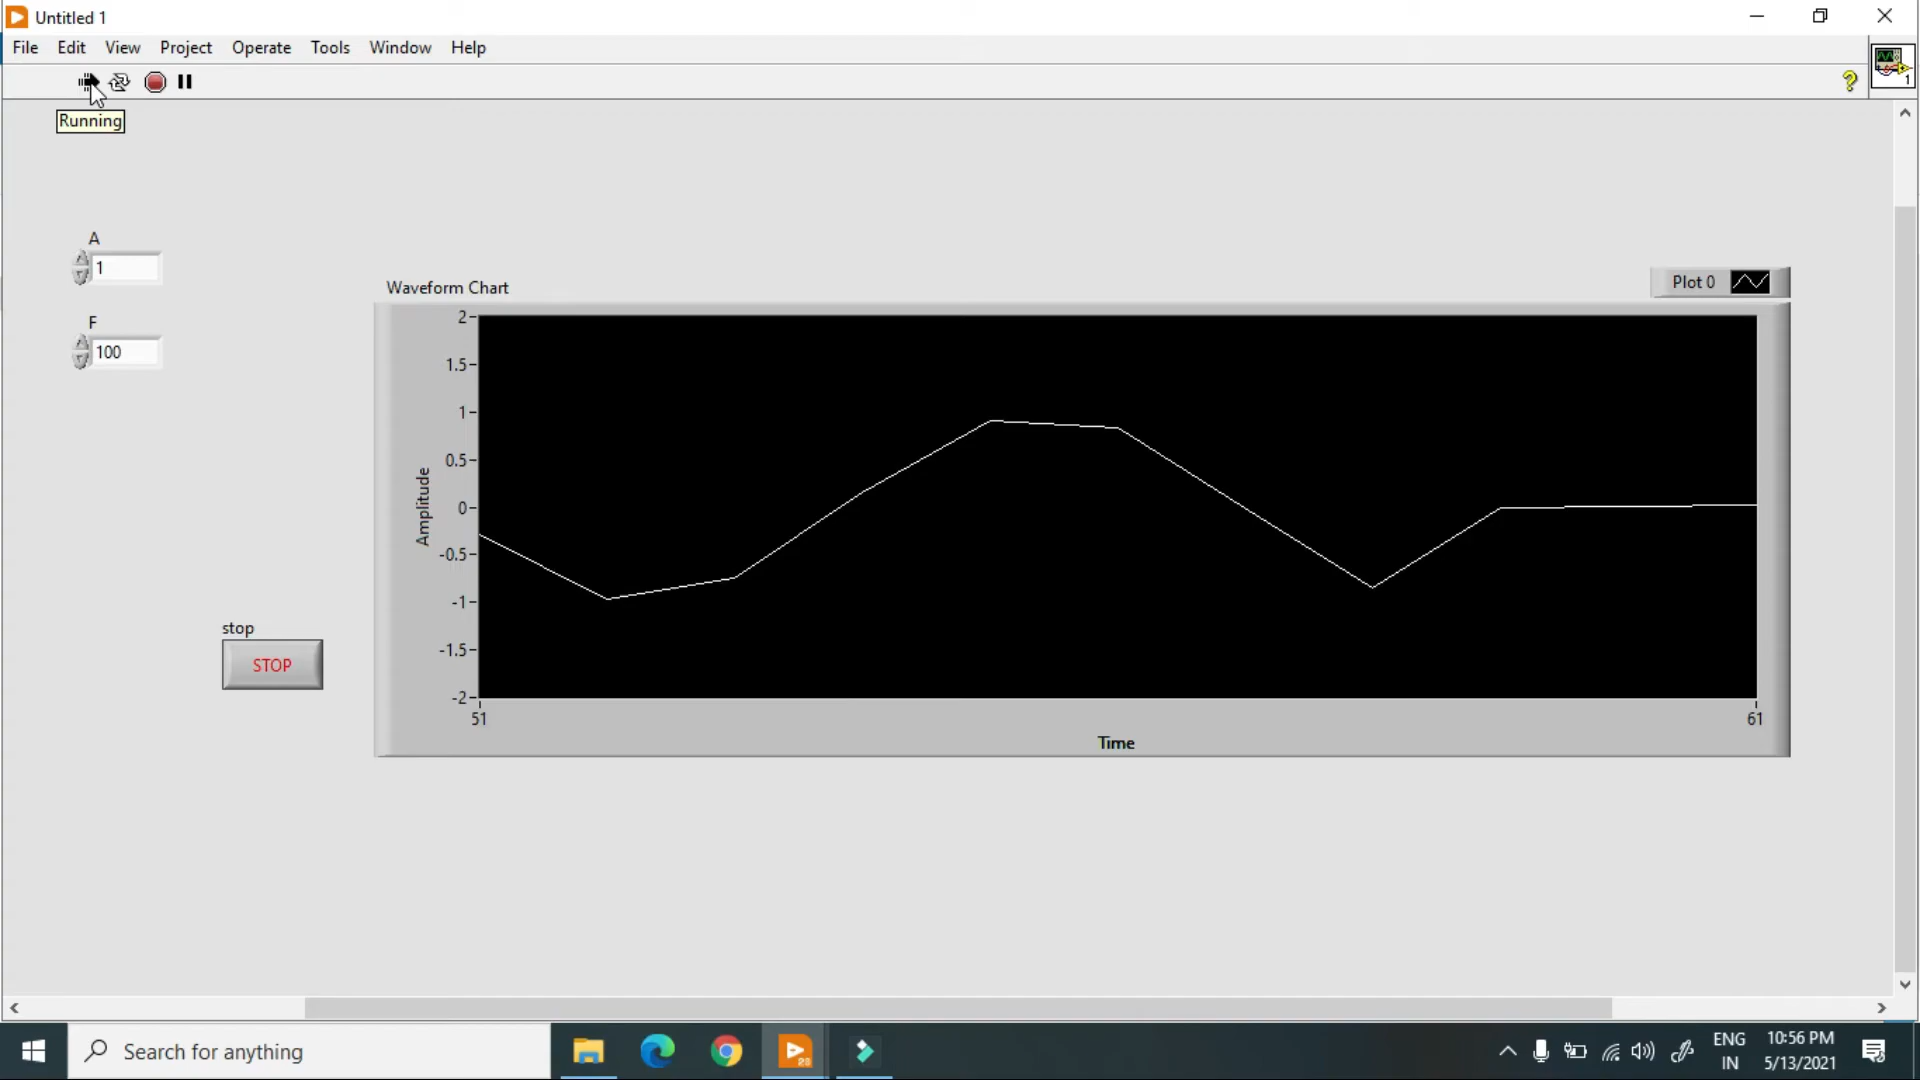 Untitled 1
File Edit View Project Operate Tools Window Help
1
Running
A
1
F
100
Waveform Chart
Plot 0
2
1.5
1
0.5
0
-0.5
-1
-1.5
-2
Amplitude
51
61
Time
stop
STOP
Search for anything
ENG
IN
10:56 PM
5/13/2021